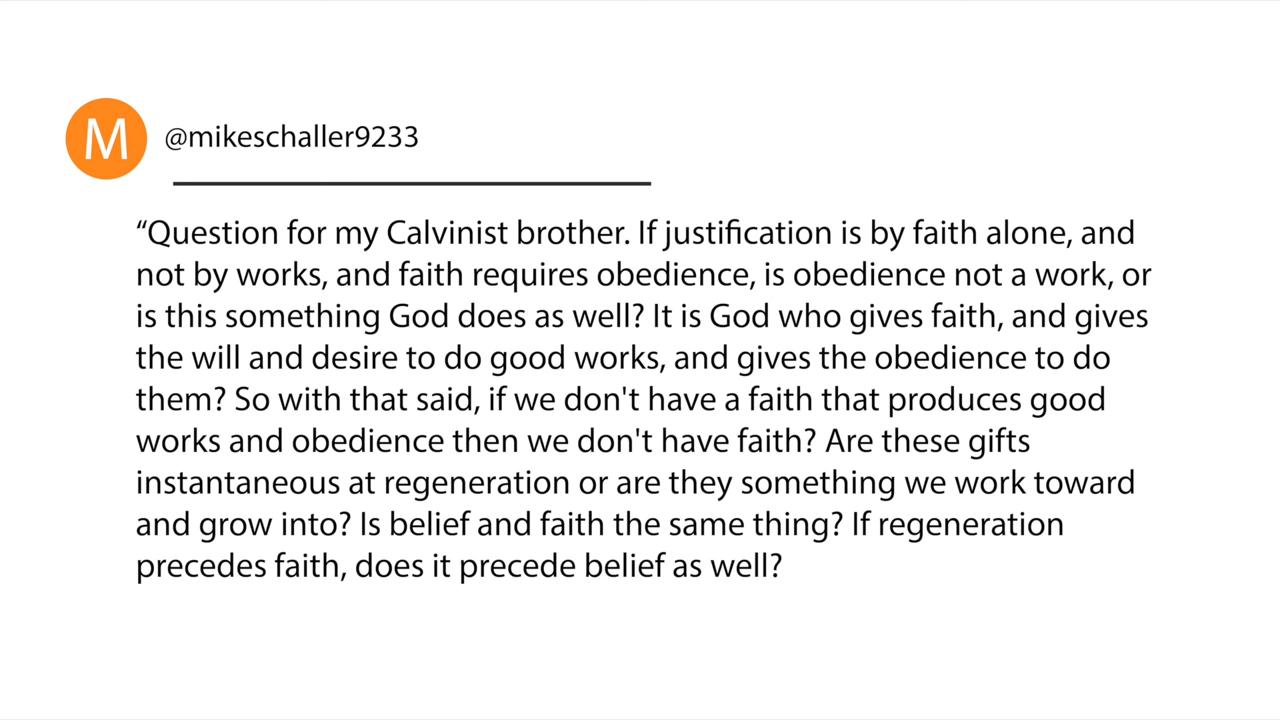 M
@mikeschaller9233
“Question for my Calvinist brother. If justification is by faith alone, and
not by works, and faith requires obedience, is obedience not a work, or
is this something God does as well? It is God who gives faith, and gives
the will and desire to do good works, and gives the obedience to do
them? So with that said, if we don't have a faith that produces good
works and obedience then we don't have faith? Are these gifts
instantaneous at regeneration or are they something we work toward
and grow into? Is belief and faith the same thing? If regeneration
precedes faith, does it precede belief as well?